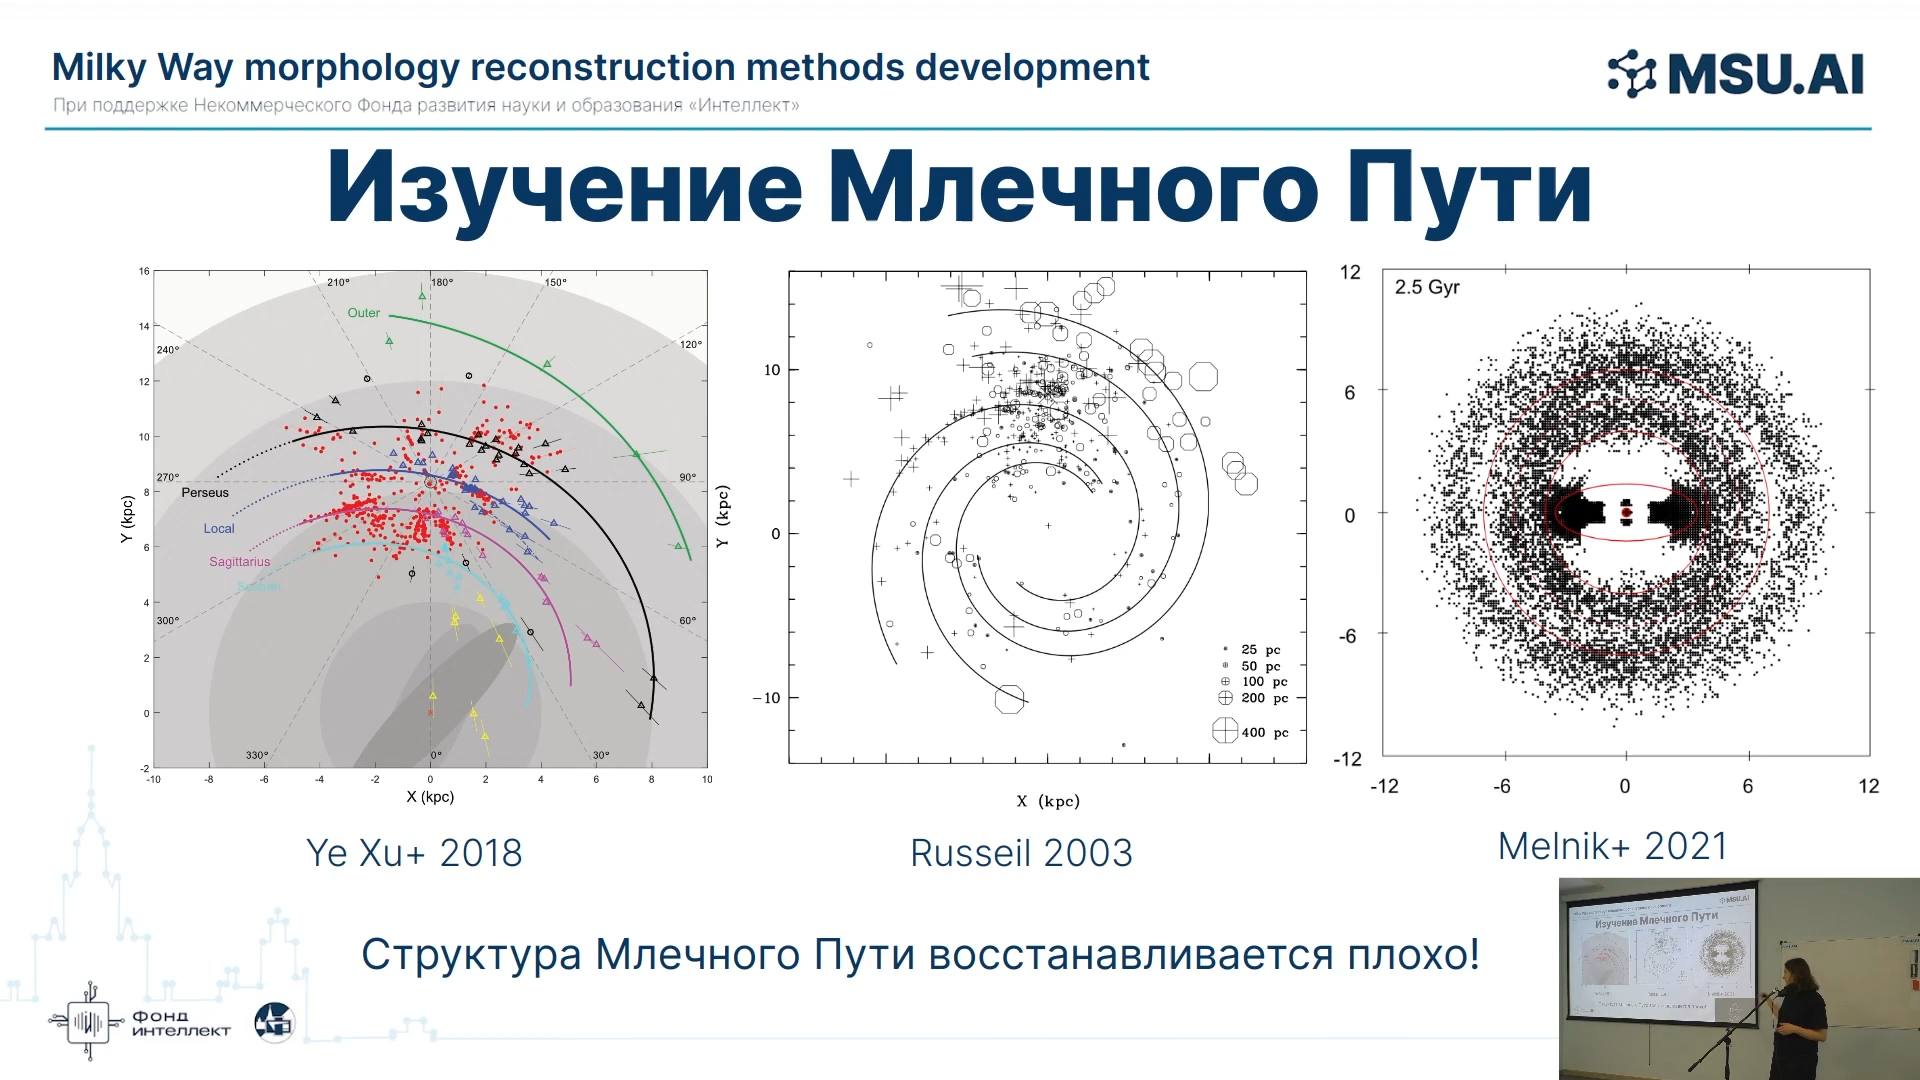 Milky Way morphology reconstruction methods development
При поддержке Некоммерческого Фонда развития науки и образования «Интеллект»
MSU.AI
Изучение Млечного Пути
16
14
12
10
8
6
4
2
0
-2
-10
-8
-6
-4
-2
0
2
4
6
8
10
Y (kpc)
X (kpc)
210°
180°
150°
240°
120°
270°
90°
300°
60°
330°
0°
30°
Outer
Perseus
Local
Sagittarius
Y (kpc)
10
0
-10
X (kpc)
25 pc
50 pc
100 pc
200 pc
400 pc
2.5 Gyr
12
6
0
-6
-12
-12
-6
0
6
12
Ye Xu+ 2018
Russeil 2003
Melnik+ 2021
Структура Млечного Пути восстанавливается плохо!
ФОНД
ИНТЕЛЛЕКТ
Изучение Млечного Пути
MSU.AI